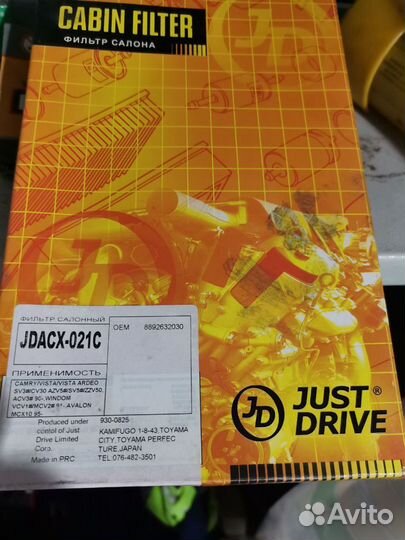 CABIN FILTER
ФИЛЬТР САЛОНА
ФИЛЬТР САЛОННЫЙ
OEM 8892632030
JDACX-021C
ПРИМЕНИМОСТЬ
CAMRY/VISTA/VISTA ARDEO
SV3#/CV30 AZV5#/SV5#/ZZV50,
ACV3# 90-, WINDOM
VCV1#/MCV2# 91-, AVALON
MCX10 95-
Produced under
contol of Just
Drive Limited
Corp.
Made in PRC
930-0825
KAMIFUGO 1-8-43,TOYAMA
CITY,TOYAMA PERFEC
TURE,JAPAN
TEL.076-482-3501
JD
JUST ®
DRIVE
Avito